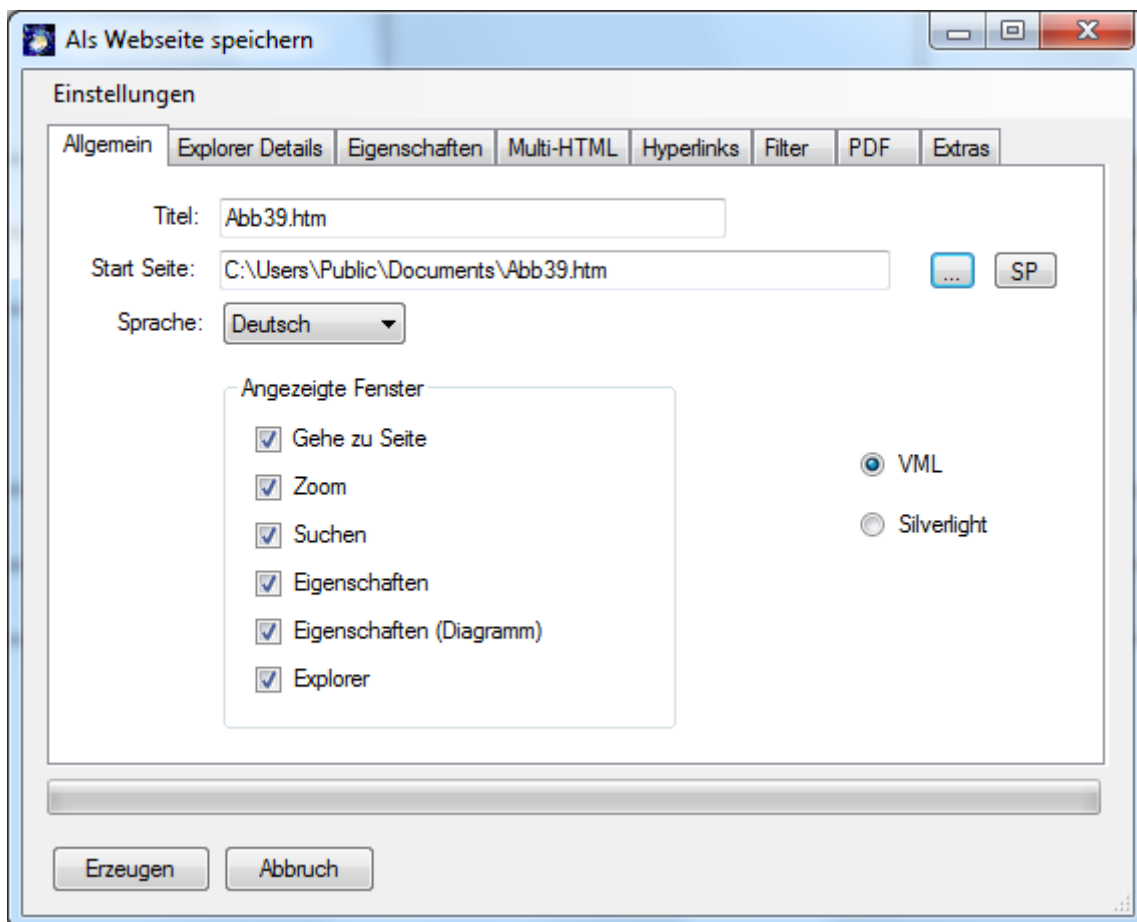 Als Webseite speichern
Einstellungen
Allgemein Explorer Details Eigenschaften Multi-HTML Hyperlinks Filter PDF Extras
Titel: Abb39.htm
Start Seite: C:\Users\Public\Documents\Abb39.htm ... SP
Sprache: Deutsch
Angezeigte Fenster
Gehe zu Seite
Zoom
Suchen
Eigenschaften
Eigenschaften (Diagramm)
Explorer
VML
Silverlight
Erzeugen Abbruch